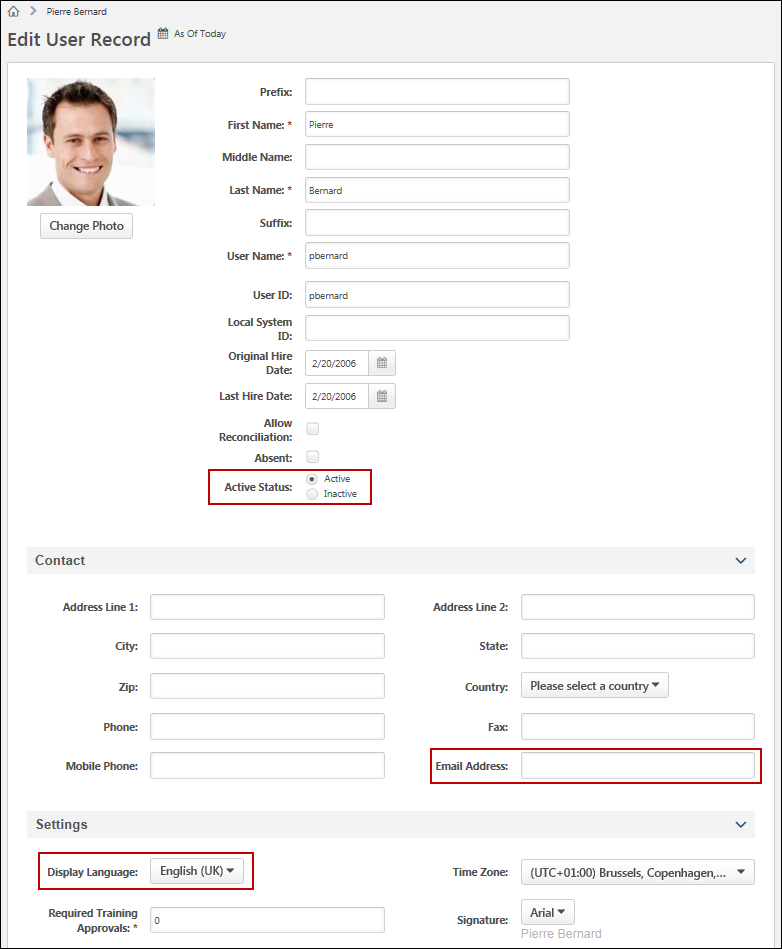 Pierre Bernard
Edit User Record
As Of Today
Change Photo
Prefix:
First Name: *
Pierre
Middle Name:
Last Name: *
Bernard
Suffix:
User Name: *
pbernard
User ID:
pbernard
Local System
ID:
Original Hire
Date:
2/20/2006
Last Hire Date:
2/20/2006
Allow
Reconciliation:
Absent:
Active Status:
Active
Inactive
Contact
Address Line 1:
Address Line 2:
City:
State:
Zip:
Country:
Please select a country
Phone:
Fax:
Mobile Phone:
Email Address:
Settings
Display Language:
English (UK)
Time Zone:
(UTC+01:00) Brussels, Copenhagen,...
Required Training
Approvals: *
0
Signature:
Arial
Pierre Bernard